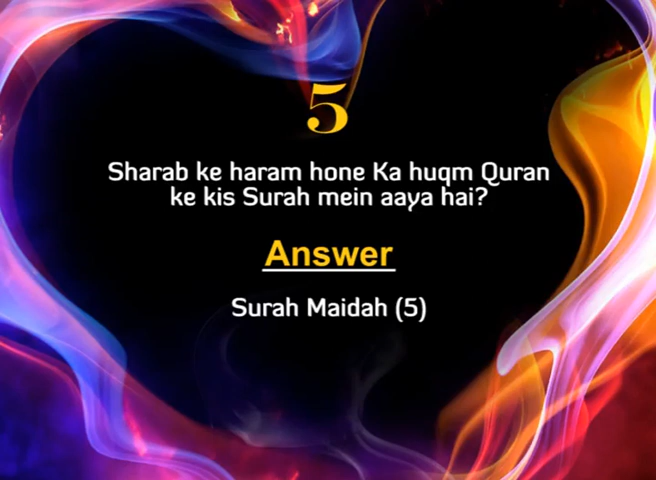 5
Sharab ke haram hone Ka huqm Quran
ke kis Surah mein aaya hai?
Answer
Surah Maidah (5)